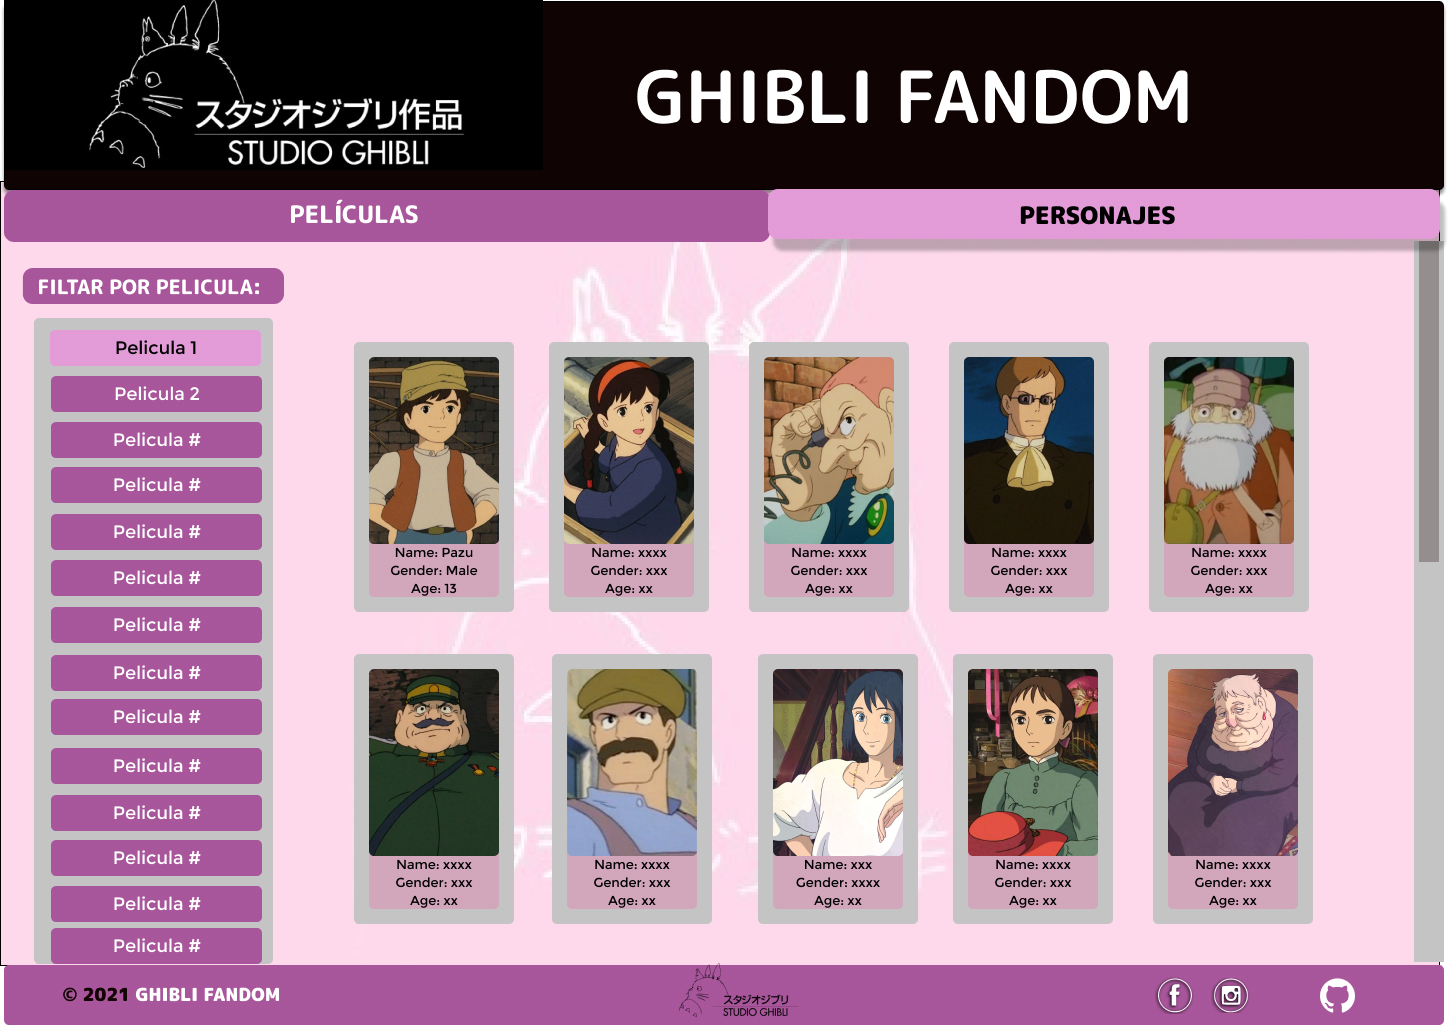 スタジオジブリ作品
STUDIO GHIBLI
GHIBLI FANDOM
PELÍCULAS
PERSONAJES
FILTAR POR PELICULA:
Pelicula 1
Pelicula 2
Pelicula #
Pelicula #
Pelicula #
Pelicula #
Pelicula #
Pelicula #
Pelicula #
Pelicula #
Pelicula #
Pelicula #
Pelicula #
Pelicula #
Name: Pazu
Gender: Male
Age: 13
Name: xxxx
Gender: xxx
Age: xx
Name: xxxx
Gender: xxx
Age: xx
Name: xxxx
Gender: xxx
Age: xx
Name: xxxx
Gender: xxx
Age: xx
Name: xxxx
Gender: xxx
Age: xx
Name: xxxx
Gender: xxx
Age: xx
Name: xxx
Gender: xxxx
Age: xx
Name: xxxx
Gender: xxx
Age: xx
Name: xxxx
Gender: xxx
Age: xx
© 2021 GHIBLI FANDOM
スタジオジブリ
STUDIO GHIBLI